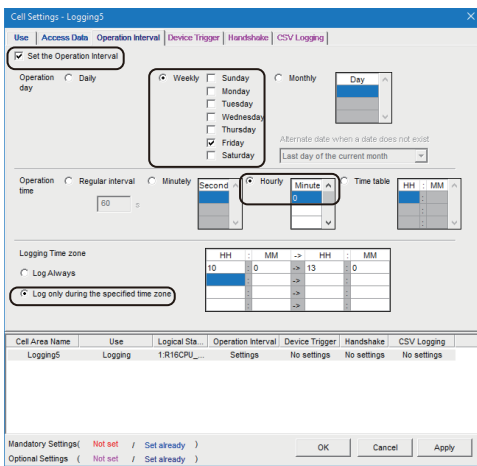 Cell Settings - Logging5
Use Access Data Operation Interval Device Trigger Handshake CSV Logging
Set the Operation Interval
Operation day Daily Weekly Sunday Monthly Day
Monday
Tuesday
Wednesday
Thursday
Friday
Saturday
Alternate date when a date does not exist
Last day of the current month
Operation time Regular interval Minutely Second Hourly Minute Time table HH : MM
60 s
0
:
:
:
Logging Time zone
HH : MM -> HH : MM
10 : 0 -> 13 : 0
Log Always
: -> :
: -> :
Log only during the specified time zone
: -> :
Cell Area Name Use Logical Sta... Operation Interval Device Trigger Handshake CSV Logging
Logging5 Logging 1:R16CPU_... Settings No settings No settings No settings
Mandatory Settings( Not set / Set already )
Optional Settings ( Not set / Set already )
OK Cancel Apply